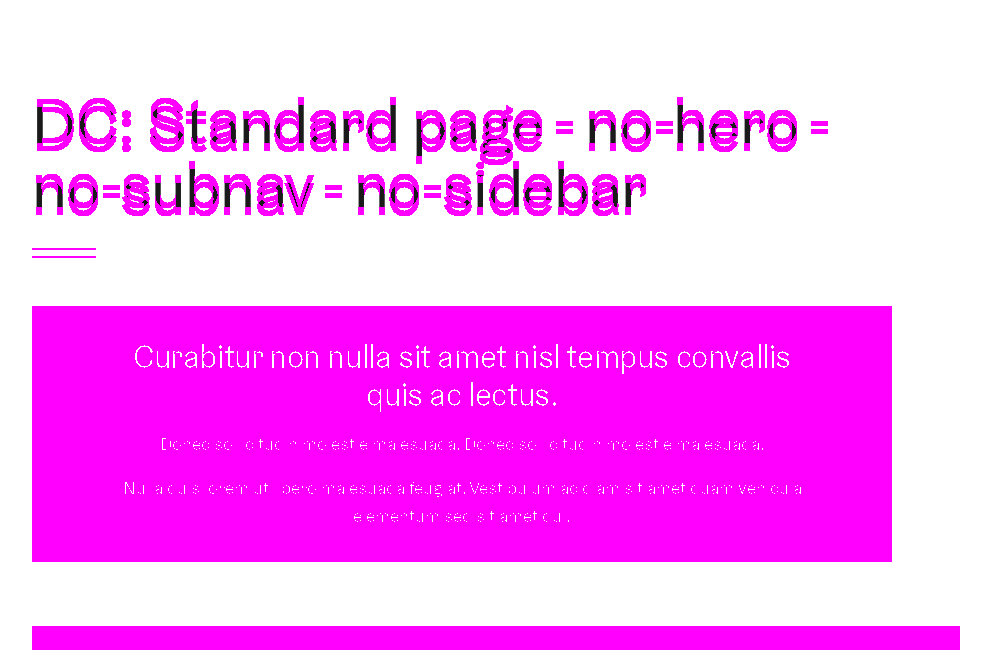 DC: Standard page - no-hero -
no-subnav - no-sidebar
Curabitur non nulla sit amet nisl tempus convallis
quis ac lectus.
Donec sollicitudin molestie malesuada. Donec sollicitudin molestie malesuada.
Nulla quis lorem ut libero malesuada feugiat. Vestibulum ac diam sit amet quam vehicula
elementum sed sit amet dui.